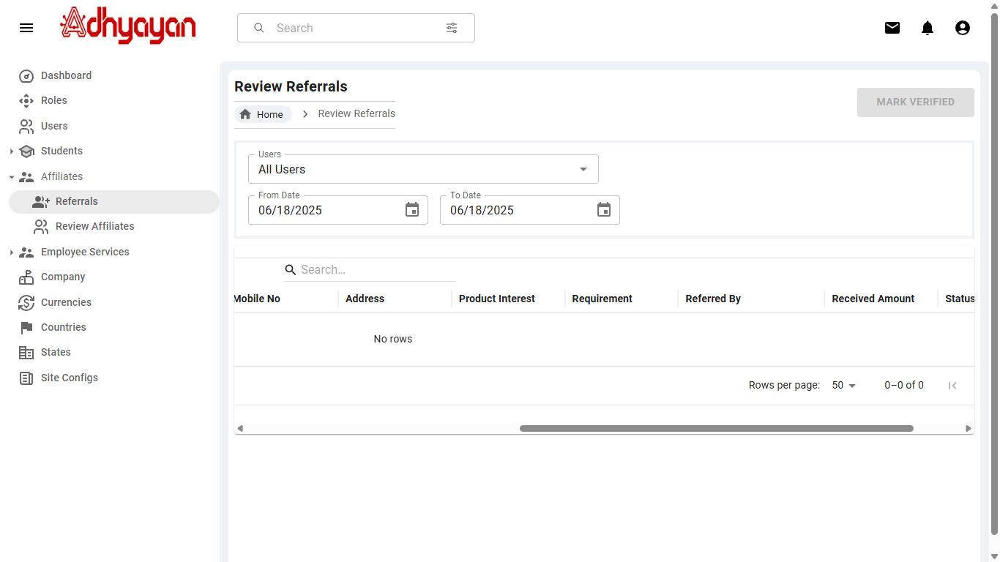 Adhyayan
Search
Dashboard
Roles
Users
Students
Affiliates
Referrals
Review Affiliates
Employee Services
Company
Currencies
Countries
States
Site Configs
Review Referrals
Home
Review Referrals
MARK VERIFIED
Users
All Users
From Date
06/18/2025
To Date
06/18/2025
Search…
Mobile No
Address
Product Interest
Requirement
Referred By
Received Amount
Status
No rows
Rows per page:
50
0–0 of 0